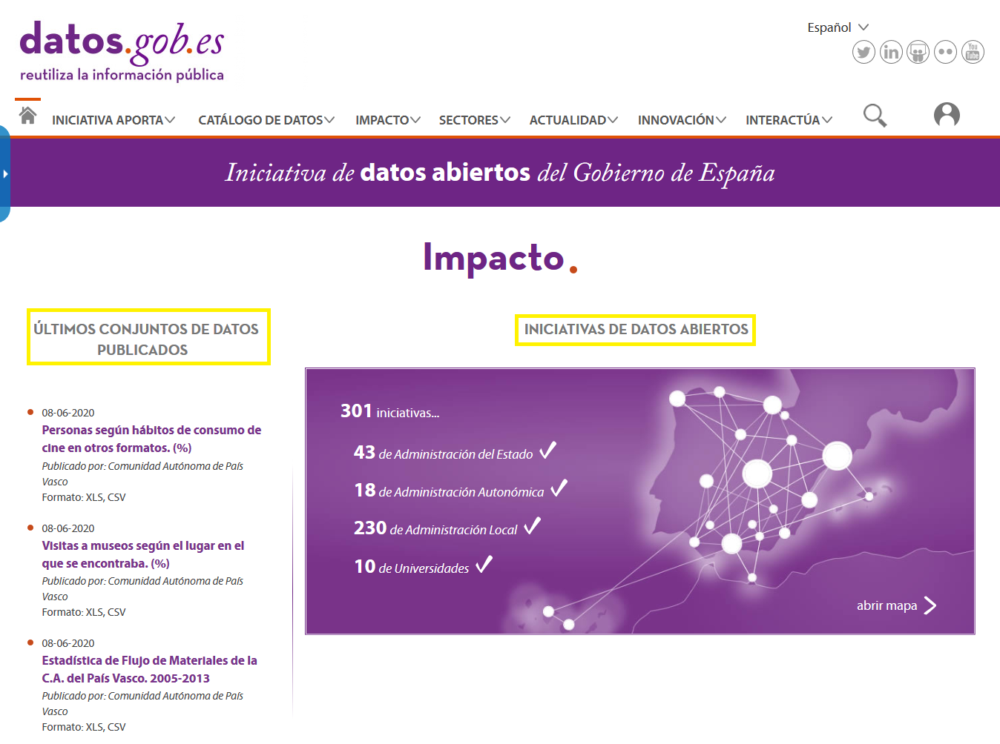 datos.gob.es
reutiliza la información pública
Español
You
Tube
INICIATIVA APORTA
CATÁLOGO DE DATOS
IMPACTO
SECTORES
ACTUALIDAD
INNOVACIÓN
INTERACTÚA
Iniciativa de datos abiertos del Gobierno de España
Impacto.
ÚLTIMOS CONJUNTOS DE DATOS
PUBLICADOS
08-06-2020
Personas según hábitos de consumo de
cine en otros formatos. (%)
Publicado por: Comunidad Autónoma de País
Vasco
Formato: XLS, CSV
08-06-2020
Visitas a museos según el lugar en el
que se encontraba. (%)
Publicado por: Comunidad Autónoma de País
Vasco
Formato: XLS, CSV
08-06-2020
Estadística de Flujo de Materiales de la
C.A. del País Vasco. 2005-2013
Publicado por: Comunidad Autónoma de País
Vasco
Formato: XLS, CSV
INICIATIVAS DE DATOS ABIERTOS
301 iniciativas...
43 de Administración del Estado
18 de Administración Autonómica
230 de Administración Local
10 de Universidades
abrir mapa